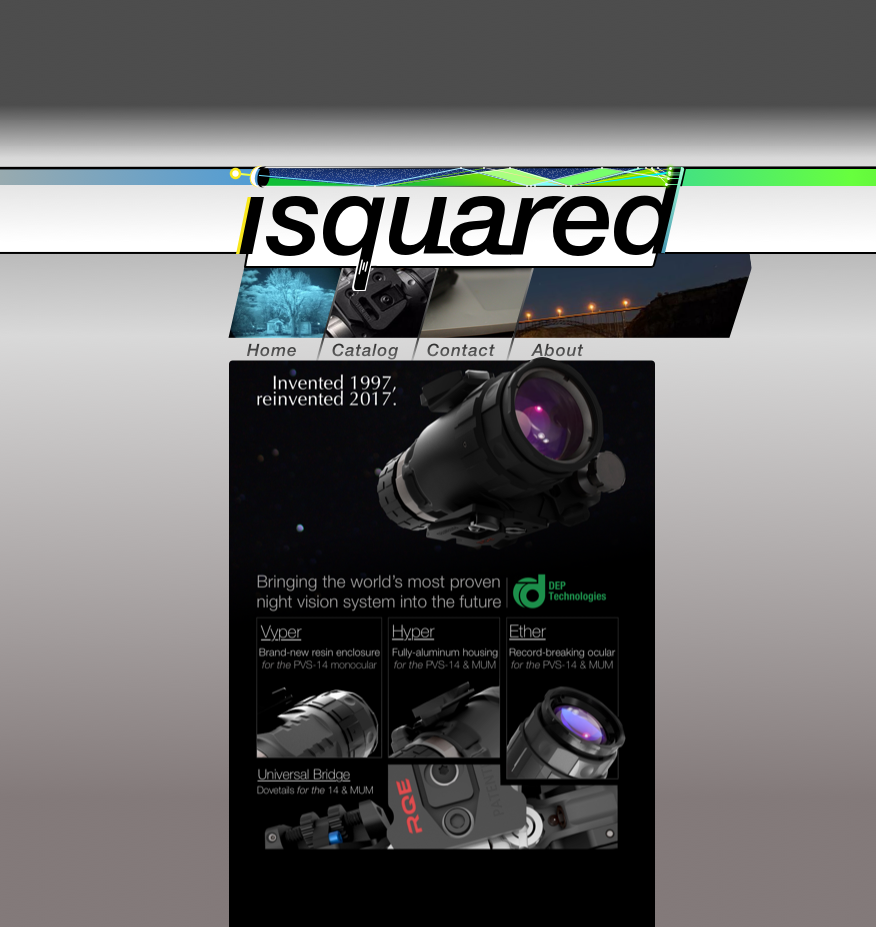 isquared
Home
Catalog
Contact
About
Invented 1997,
reinvented 2017.
Bringing the world's most proven
night vision system into the future
DEP
Technologies
Vyper
Brand-new resin enclosure
for the PVS-14 monocular
Hyper
Fully-aluminum housing
for the PVS-14 & MUM
Ether
Record-breaking ocular
for the PVS-14 & MUM
Universal Bridge
Dovetails for the 14 & MUM
RQE
PATENT